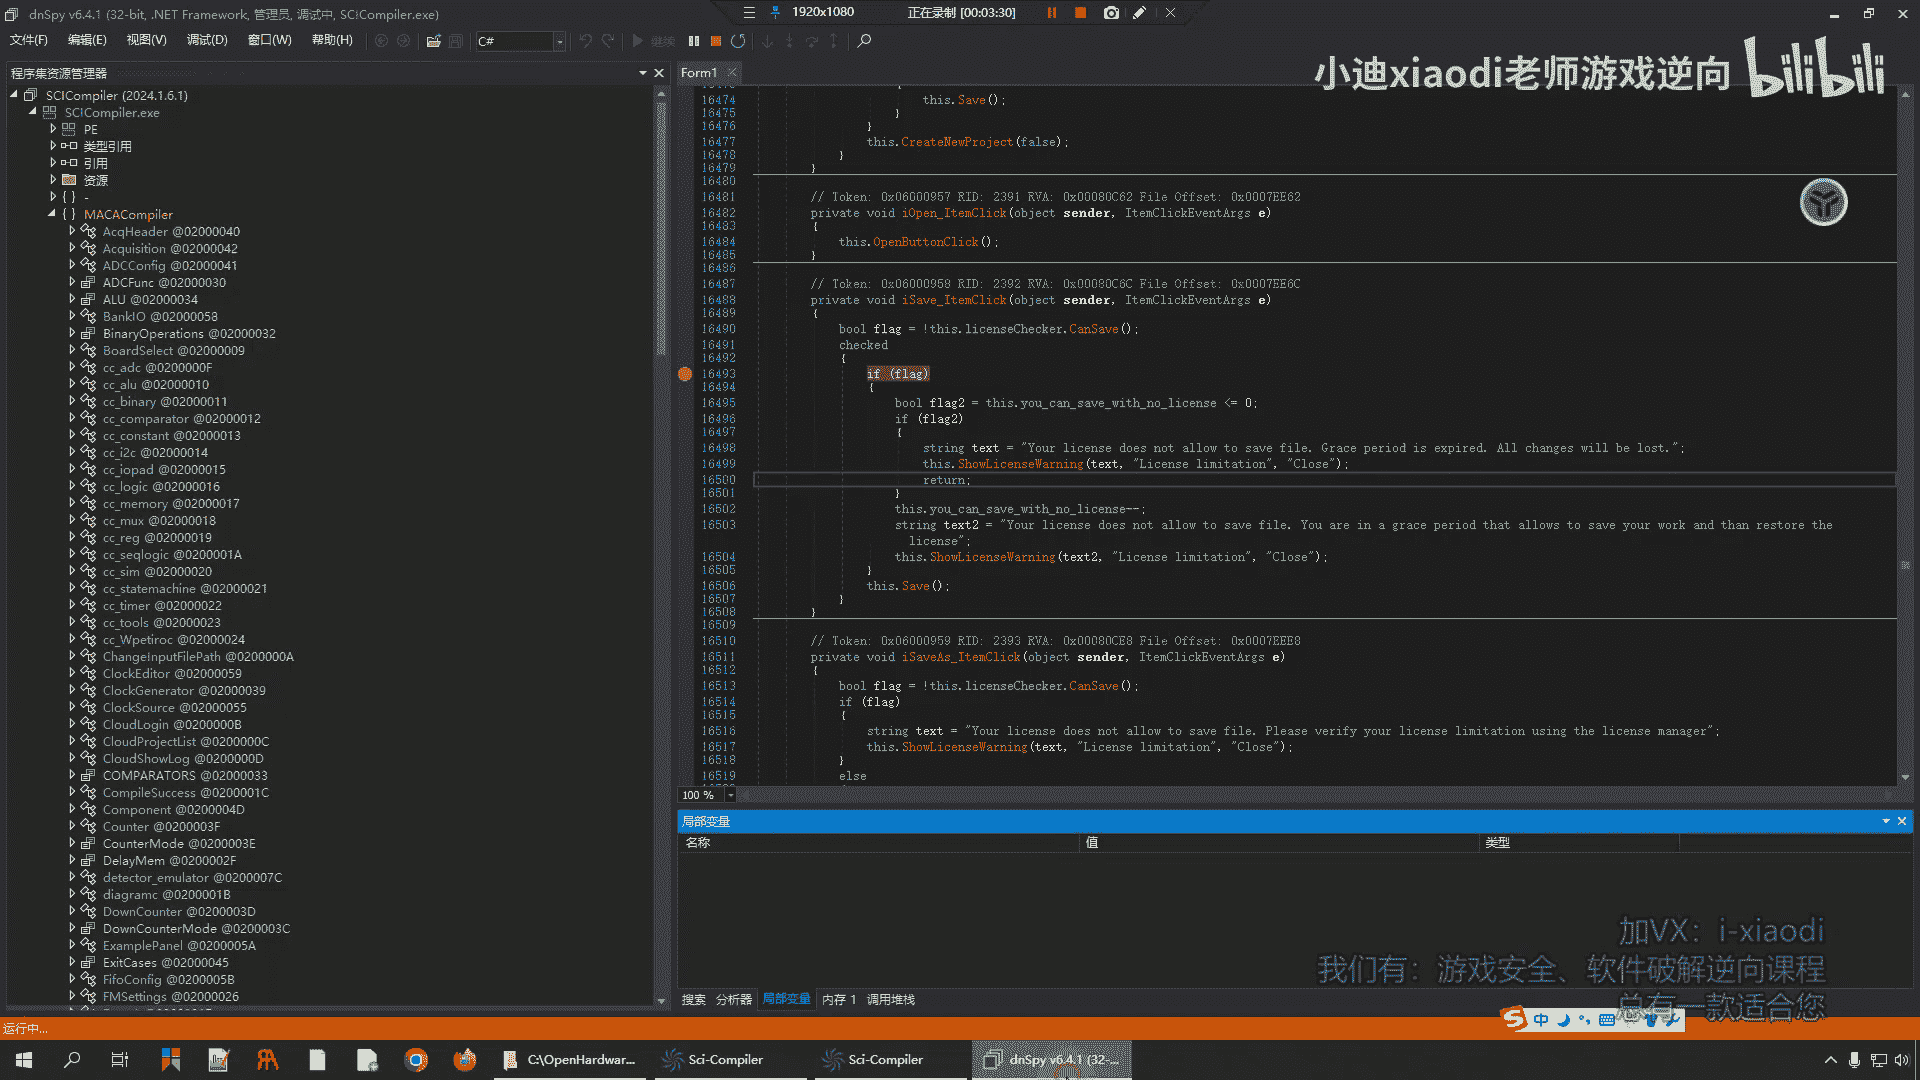 dnSpy v6.4.1 (32-bit, .NET Framework, 管理员, 调试中, SCICompiler.exe)
1920x1080
正在录制 [00:03:30]
文件(F)
编辑(E)
视图(V)
调试(D)
窗口(W)
帮助(H)
C#
继续
小迪xiaodi老师游戏逆向
bilibili
程序集资源管理器
SCICompiler (2024.1.6.1)
SCICompiler.exe
PE
类型引用
引用
资源
{ } -
{ } MACACompiler
AcqHeader @02000040
Acquisition @02000042
ADCConfig @02000041
ADCFunc @02000030
ALU @02000034
BankIO @02000058
BinaryOperations @02000032
BoardSelect @02000009
cc_adc @0200000F
cc_alu @02000010
cc_binary @02000011
cc_comparator @02000012
cc_constant @02000013
cc_i2c @02000014
cc_iopad @02000015
cc_logic @02000016
cc_memory @02000017
cc_mux @02000018
cc_reg @02000019
cc_seqlogic @0200001A
cc_sim @02000020
cc_statemachine @02000021
cc_timer @02000022
cc_tools @02000023
cc_Wpetiroc @02000024
ChangeInputFilePath @0200000A
ClockEditor @02000059
ClockGenerator @02000039
ClockSource @02000055
CloudLogin @0200000B
CloudProjectList @0200000C
CloudShowLog @0200000D
COMPARATORS @02000033
CompileSuccess @0200001C
Component @0200004D
Counter @0200003F
CounterMode @0200003E
DelayMem @0200002F
detector_emulator @0200007C
diagramc @0200001B
DownCounter @0200003D
DownCounterMode @0200003C
ExamplePanel @0200005A
ExitCases @02000045
FifoConfig @0200005B
FMSettings @02000026
Form1
16474 this.Save();
16475 }
16476 }
16477 this.CreateNewProject(false);
16478 }
16479 }
16480
16481 // Token: 0x06000957 RID: 2391 RVA: 0x00080C62 File Offset: 0x0007EE62
16482 private void iOpen_ItemClick(object sender, ItemClickEventArgs e)
16483 {
16484 this.OpenButtonClick();
16485 }
16486
16487 // Token: 0x06000958 RID: 2392 RVA: 0x00080C6C File Offset: 0x0007EE6C
16488 private void iSave_ItemClick(object sender, ItemClickEventArgs e)
16489 {
16490 bool flag = !this.licenseChecker.CanSave();
16491 checked
16492 {
16493 if (flag)
16494 {
16495 bool flag2 = this.you_can_save_with_no_license <= 0;
16496 if (flag2)
16497 {
16498 string text = "Your license does not allow to save file. Grace period is expired. All changes will be lost.";
16499 this.ShowLicenseWarning(text, "License limitation", "Close");
16500 return;
16501 }
16502 this.you_can_save_with_no_license--;
16503 string text2 = "Your license does not allow to save file. You are in a grace period that allows to save your work and than restore the
license";
16504 this.ShowLicenseWarning(text2, "License limitation", "Close");
16505 }
16506 this.Save();
16507 }
16508 }
16509
16510 // Token: 0x06000959 RID: 2393 RVA: 0x00080CE8 File Offset: 0x0007EEE8
16511 private void iSaveAs_ItemClick(object sender, ItemClickEventArgs e)
16512 {
16513 bool flag = !this.licenseChecker.CanSave();
16514 if (flag)
16515 {
16516 string text = "Your license does not allow to save file. Please verify your license limitation using the license manager";
16517 this.ShowLicenseWarning(text, "License limitation", "Close");
16518 }
16519 else
100 %
局部变量
名称
值
类型
加VX：i-xiaodi
我们有：游戏安全、软件破解逆向课程
总有一款适合您
搜索
分析器
局部变量
内存 1
调用堆栈
运行中...
中
C:\OpenHardwar...
Sci-Compiler
Sci-Compiler
dnSpy v6.4.1 (32-...